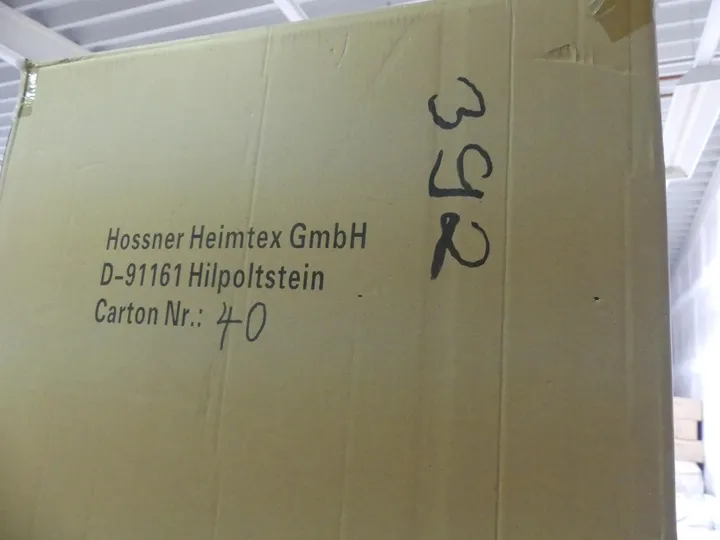 392
Hossner Heimtex GmbH
D-91161 Hilpoltstein
Carton Nr.: 40